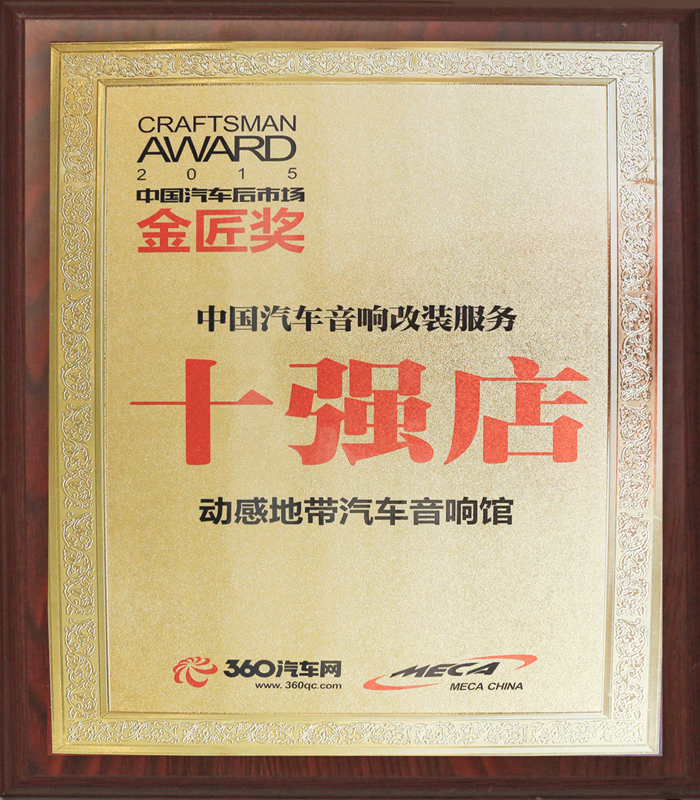 CRAFTSMAN
AWARD
2015
中国汽车后市场
金匠奖
中国汽车音响改装服务
十强店
动感地带汽车音响馆
360汽车网
www.360qc.com
MECA
MECA CHINA